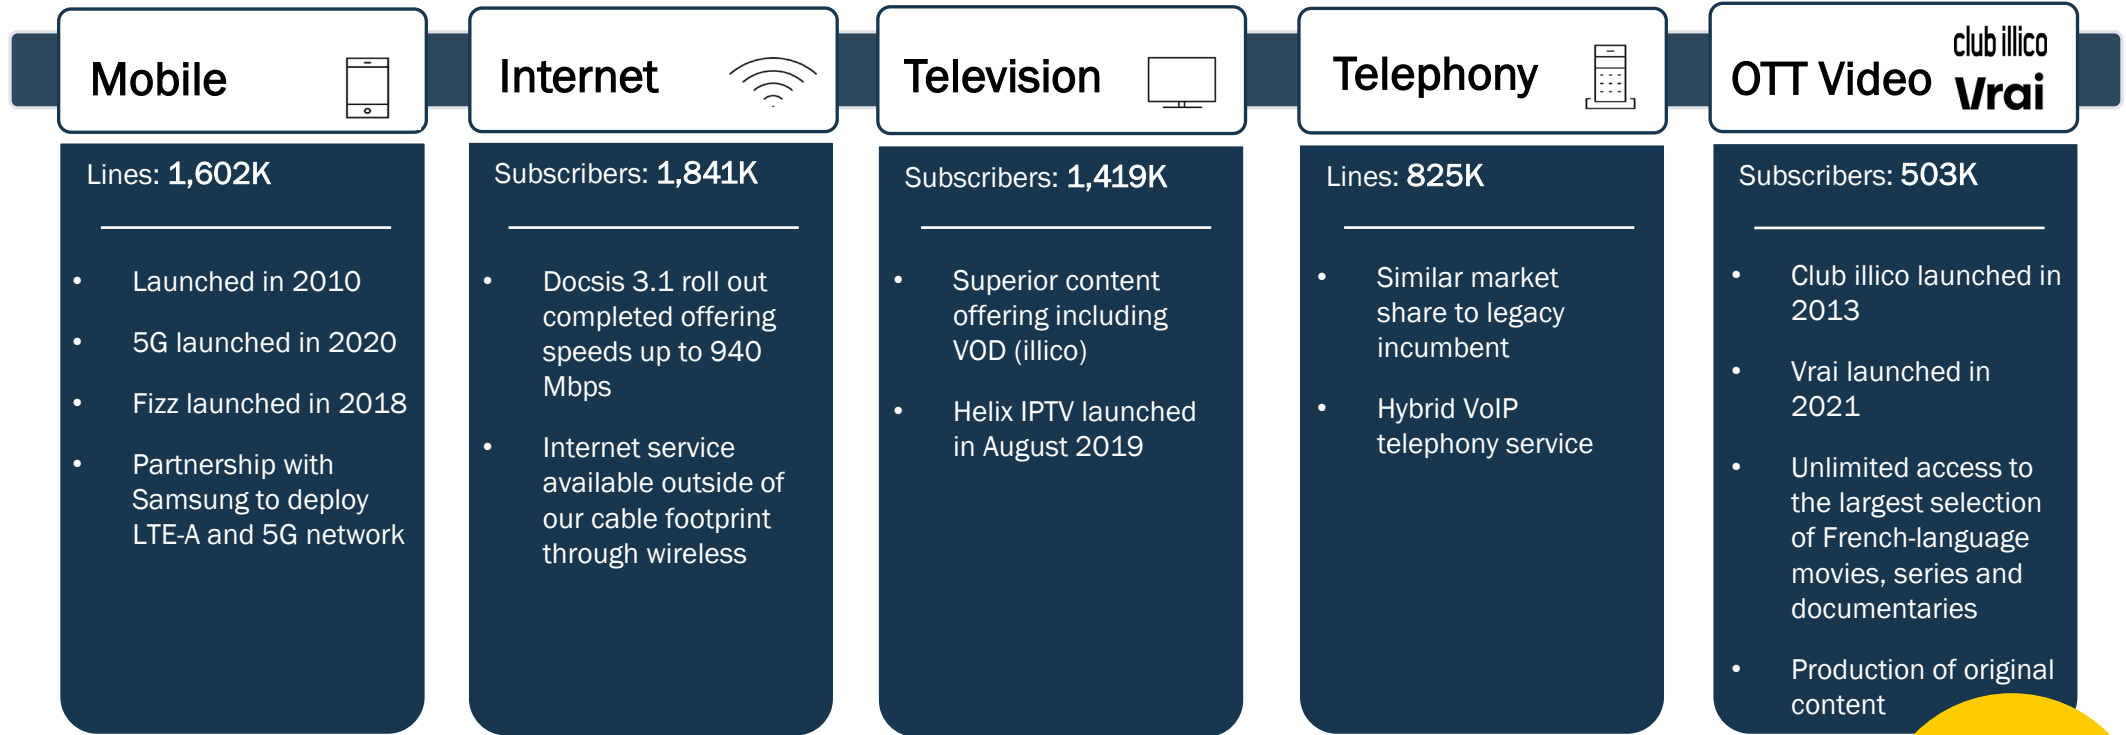 Mobile
Lines: 1,602K
• Launched in 2010
• 5G launched in 2020
• Fizz launched in 2018
• Partnership with
Samsung to deploy
LTE-A and 5G network
Internet
Subscribers: 1,841K
• Docsis 3.1 roll out
completed offering
speeds up to 940
Mbps
• Internet service
available outside of
our cable footprint
through wireless
Television
Subscribers: 1,419K
• Superior content
offering including
VOD (illico)
• Helix IPTV launched
in August 2019
Telephony
Lines: 825K
• Similar market
share to legacy
incumbent
• Hybrid VoIP
telephony service
OTT Video
club illico
Vrai
Subscribers: 503K
• Club illico launched in
2013
• Vrai launched in
2021
• Unlimited access to
the largest selection
of French-language
movies, series and
documentaries
• Production of original
content